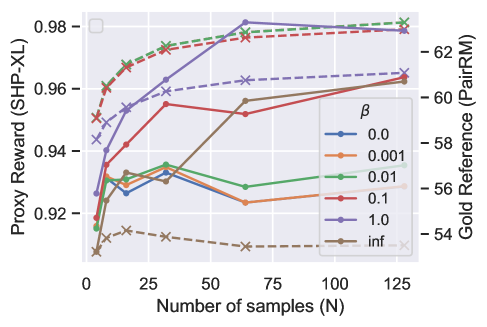 Proxy Reward (SHP-XL)
0.98
0.96
0.94
0.92
β
0.0
0.001
0.01
0.1
1.0
inf
62
60
58
56
54
Gold Reference (PairRM)
0 25 50 75 100 125
Number of samples (N)